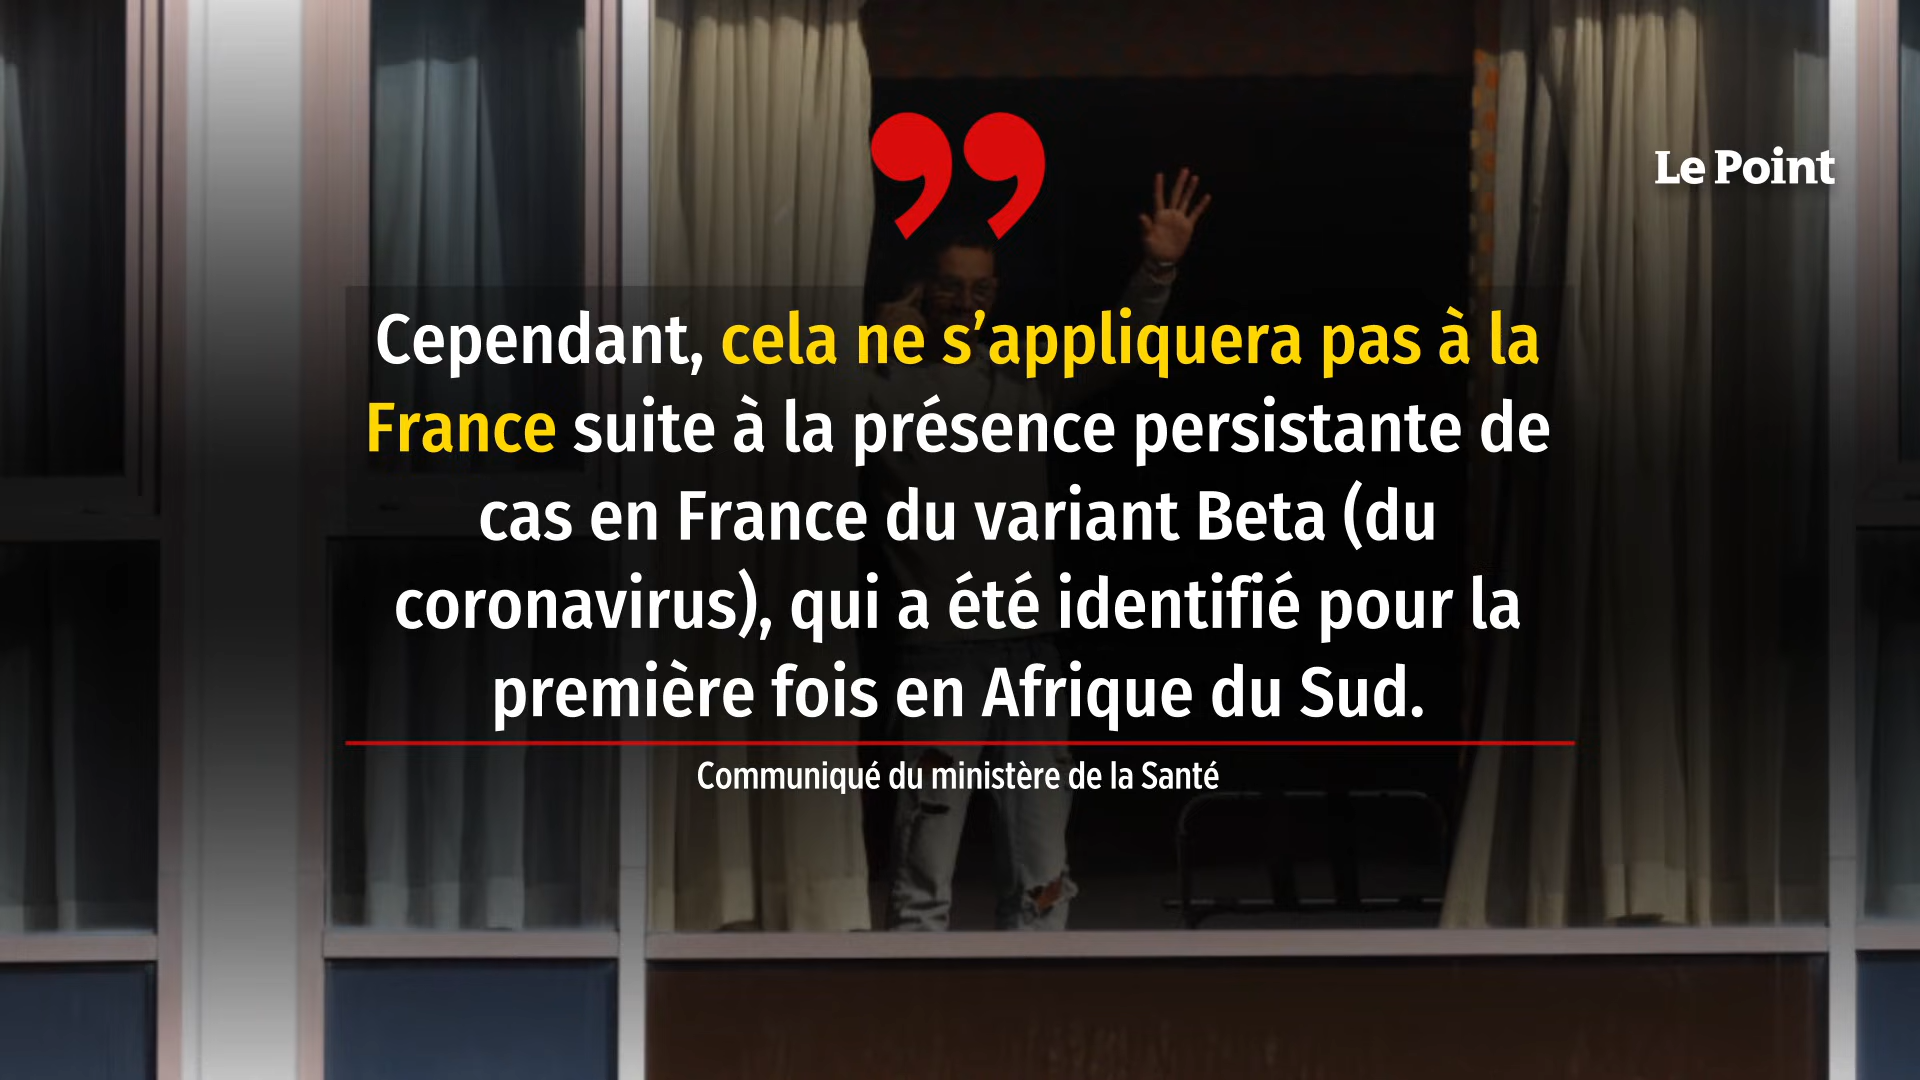 ”
Le Point
Cependant, cela ne s’appliquera pas à la
France suite à la présence persistante de
cas en France du variant Beta (du
coronavirus), qui a été identifié pour la
première fois en Afrique du Sud.
Communiqué du ministère de la Santé